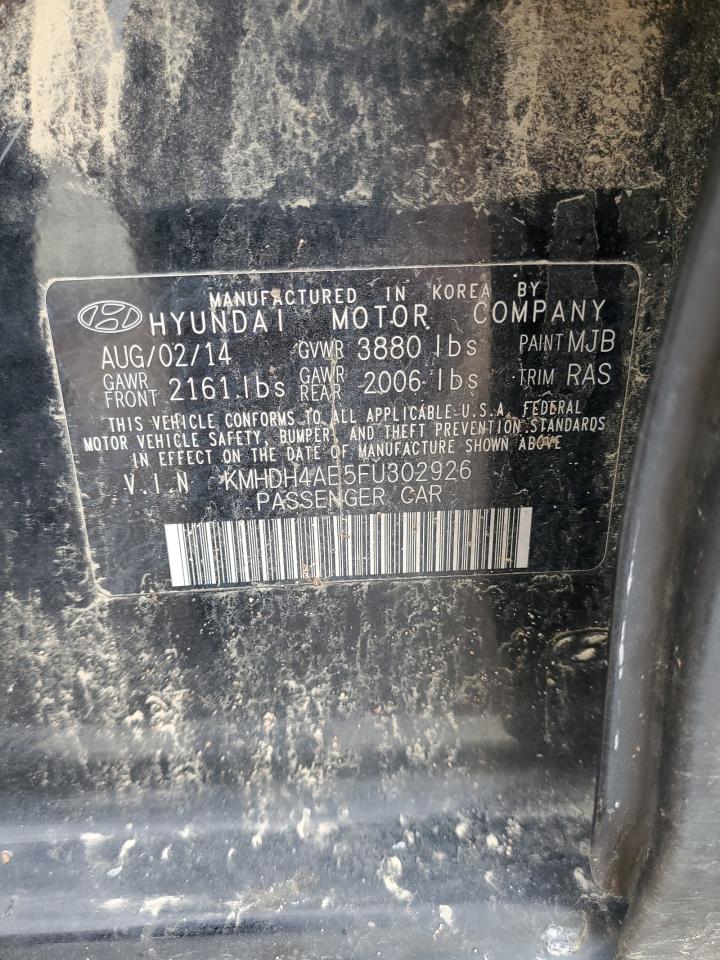 MANUFACTURED IN KOREA BY
HYUNDAI MOTOR COMPANY
AUG/02/14 GVWR 3880 lbs PAINT MJB
GAWR FRONT 2161 lbs GAWR REAR 2006 lbs TRIM RAS
THIS VEHICLE CONFORMS TO ALL APPLICABLE U.S.A. FEDERAL
MOTOR VEHICLE SAFETY, BUMPER, AND THEFT PREVENTION STANDARDS
IN EFFECT ON THE DATE OF MANUFACTURE SHOWN ABOVE
V.I.N KMHDH4AE5FU302926
PASSENGER CAR